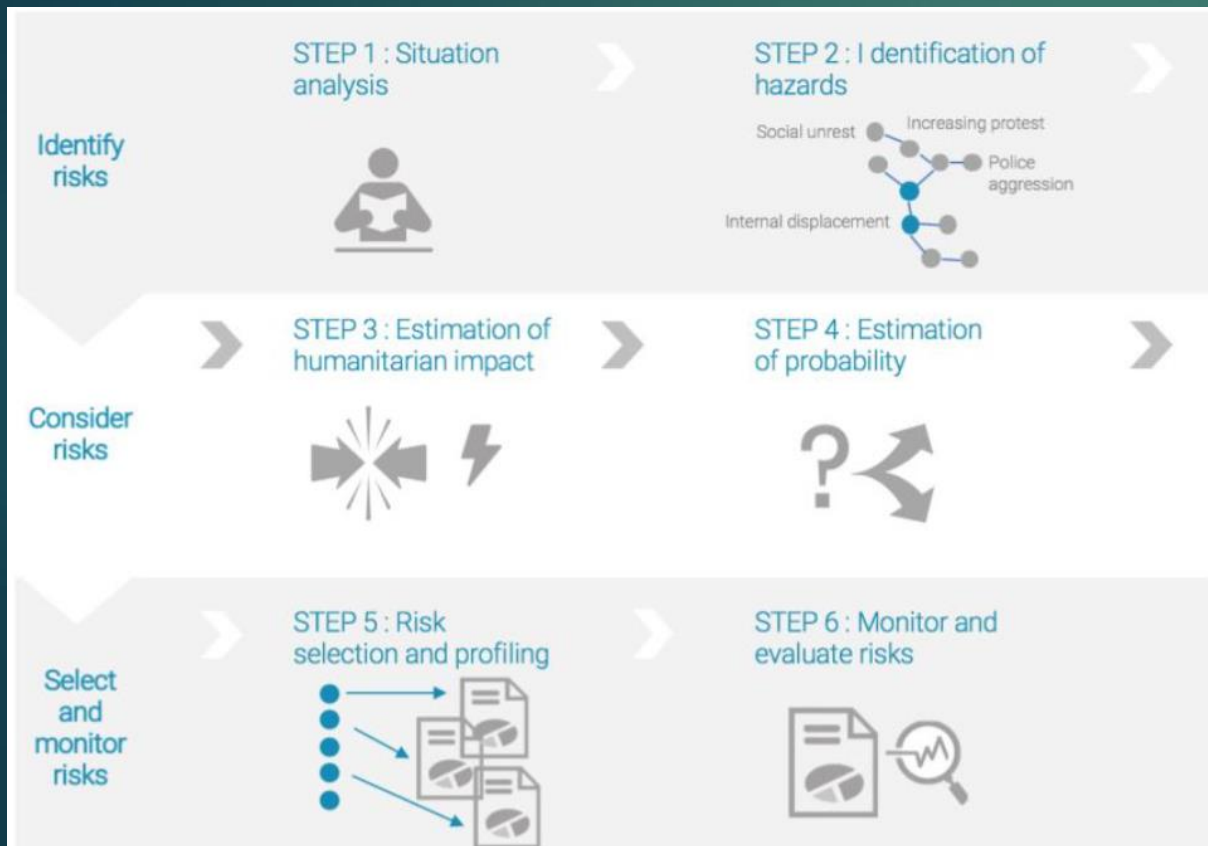 Identify
risks
STEP 1 : Situation
analysis
STEP 2 : I dentification of
hazards
Social unrest
Increasing protest
Police
aggression
Internal displacement
Consider
risks
STEP 3 : Estimation of
humanitarian impact
STEP 4 : Estimation
of probability
?
Select
and
monitor
risks
STEP 5 : Risk
selection and profiling
STEP 6 : Monitor and
evaluate risks